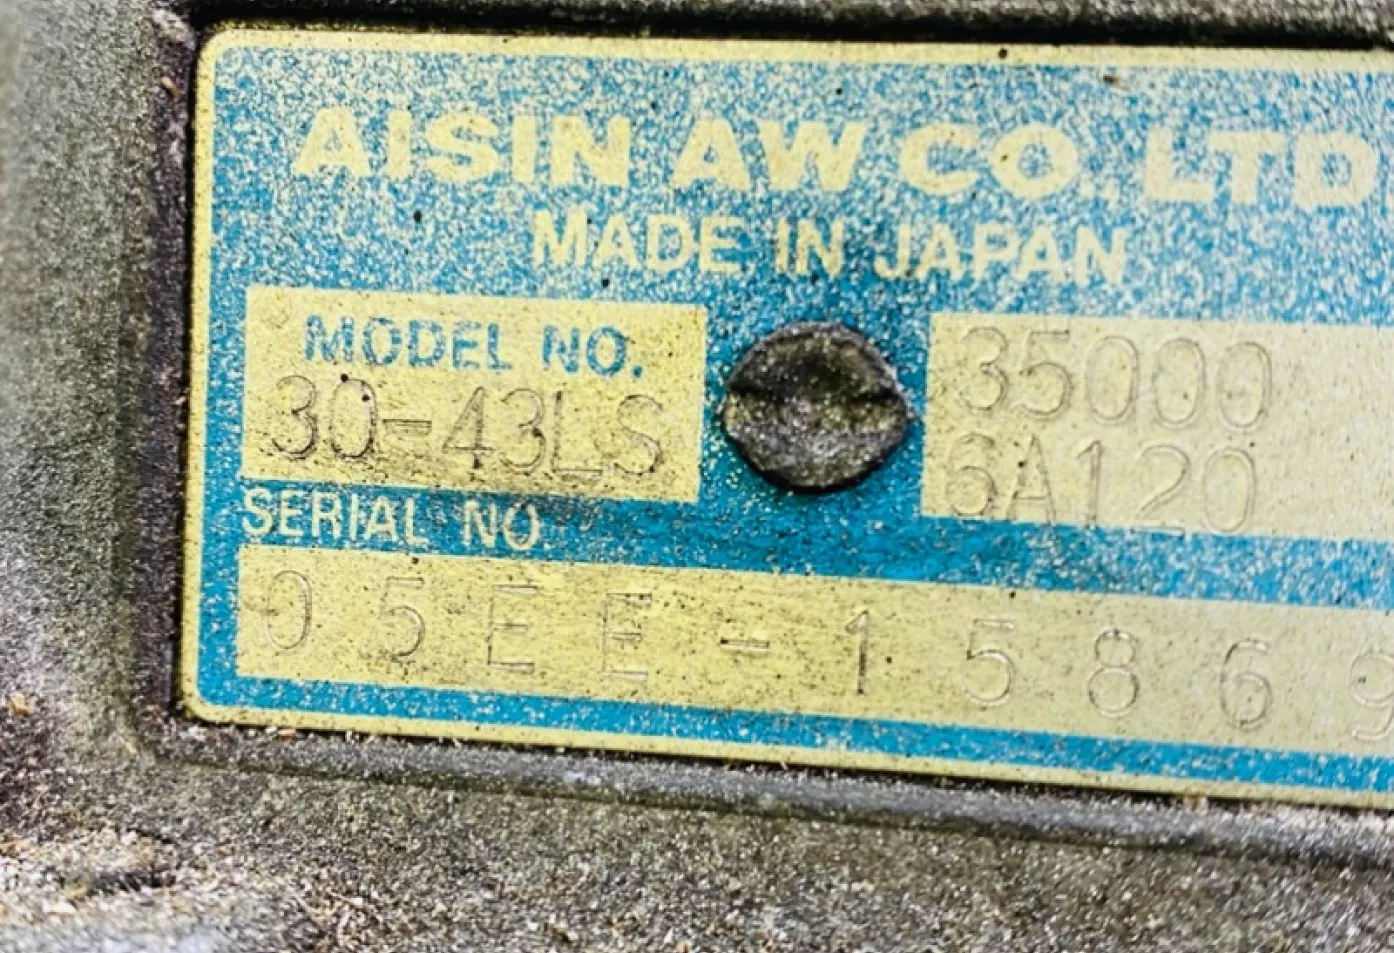 AISIN AW CO., LTD
MADE IN JAPAN
MODEL NO.
30-43LS
35000
6A120
SERIAL NO.
05EE-15869